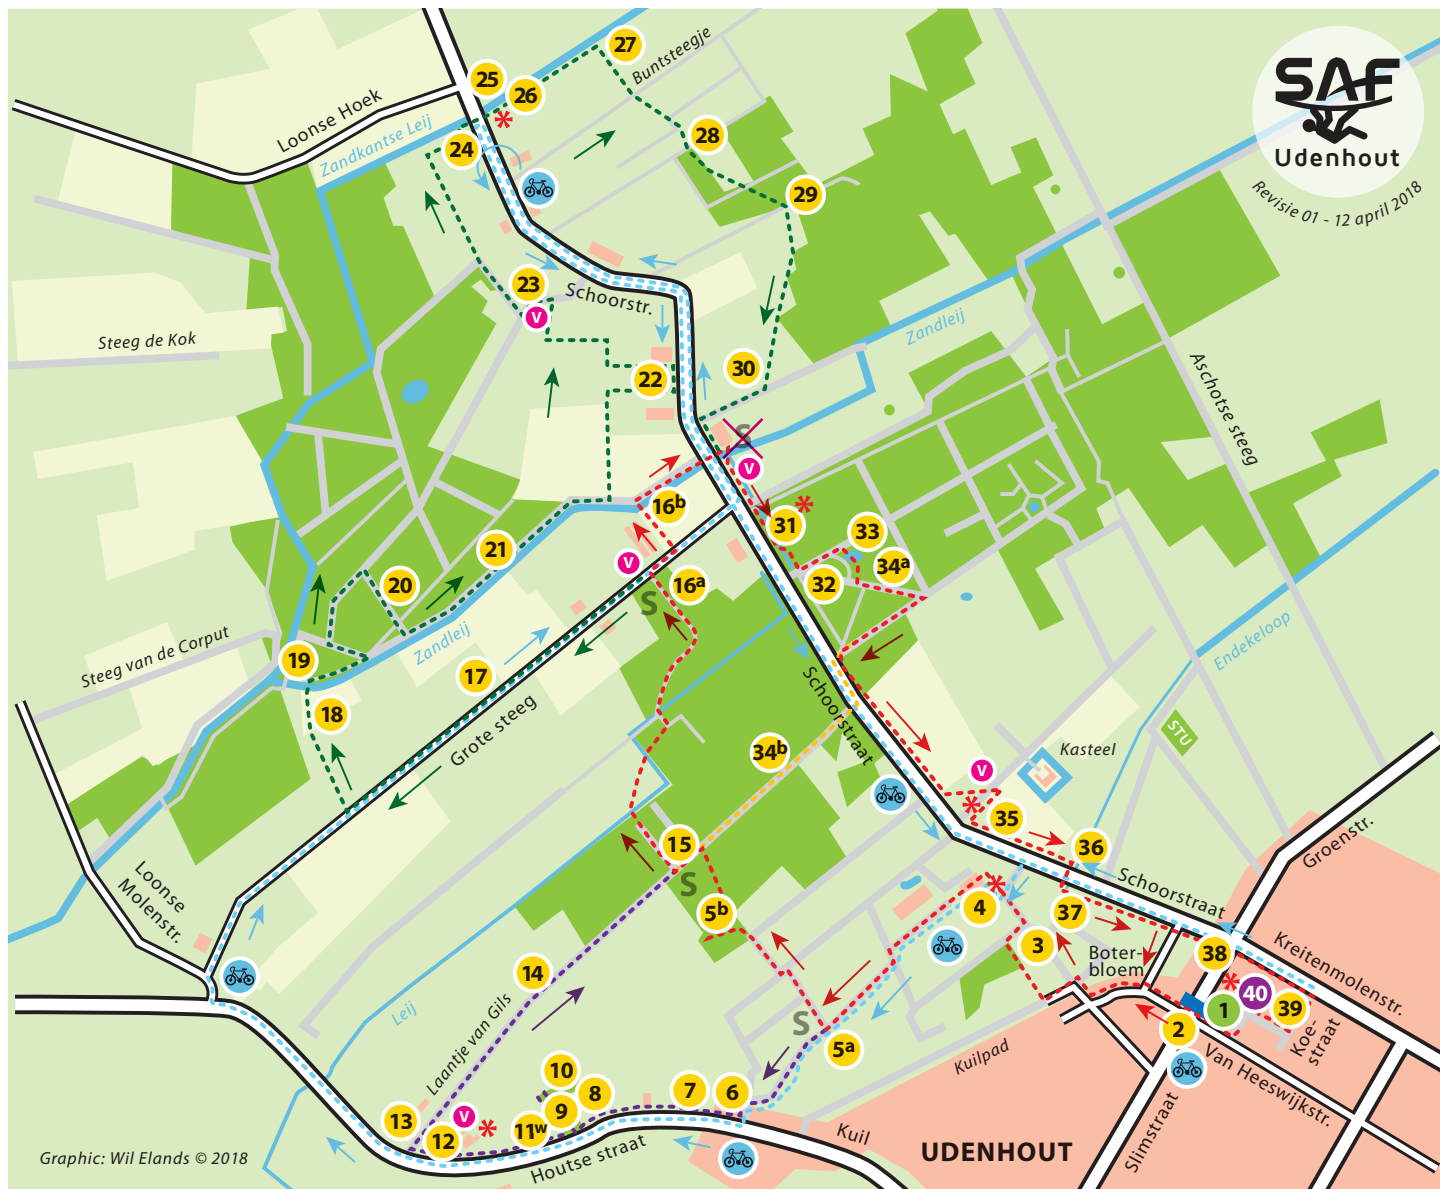 SAF
Udenhout
Revisie 01 - 12 april 2018
27
Buntsteegje
25
26
*
Loonse Hoek
Zandkantse Leij
24
28
29
23
V
Schoorstr.
Steeg de Kok
22
30
Zandleij
Aschotse steeg
S
V
16b
31
*
33
34a
32
21
V
16a
S
20
Zandleij
Steeg van de Corput
19
17
18
Grote steeg
Schoorstraat
34b
Endekeloop
STU
Kasteel
V
*
35
36
15
S
Schoorstraat
Groenstr.
Loonse
Molenstr.
5b
4
*
37
3
Boter-
bloem
38
Kreitenmolenstr.
*
40
39
1
2
Koe-
straat
Van Heeswijkstr.
14
Leij
Laantje van Gils
S
5a
Kuilpad
10
8
9
7
6
13
V
*
12
11w
Houtse straat
Kuil
UDENHOUT
Slimstraat
Graphic: Wil Elands © 2018